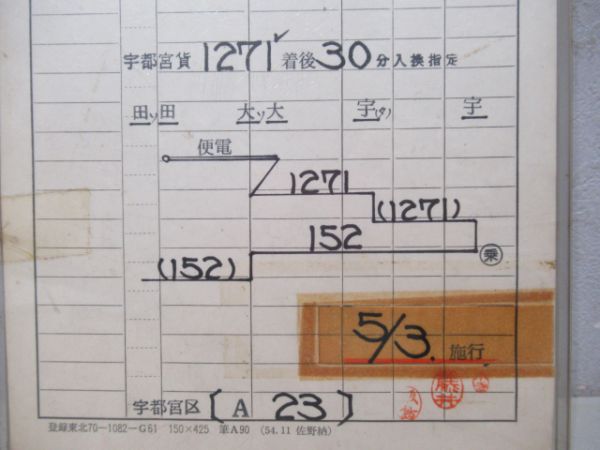 宇都宮貨 1271 着後 30 分入換指定
田ッ田 大ッ大 宇(タ) 宇
便電
1271
(1271)
152
(152)
乗
5/3. 施行
藤井
宇都宮区 [A 23]
登録東北70-1082-G61 150×425 筆A90 (54.11 佐野納)